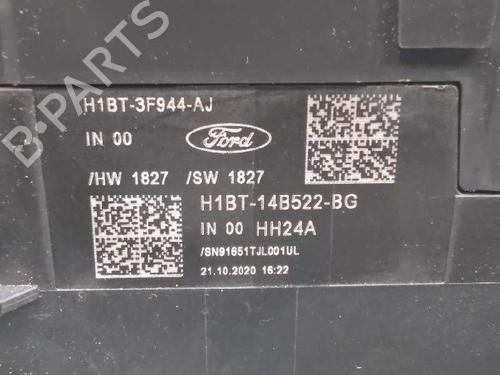 H1BT-3F944-AJ
IN 00
Ford
/HW 1827 /SW 1827
H1BT-14B522-BG
IN 00 HH24A
/SN91651TJL001UL
21.10.2020 16:22
B-PARTS